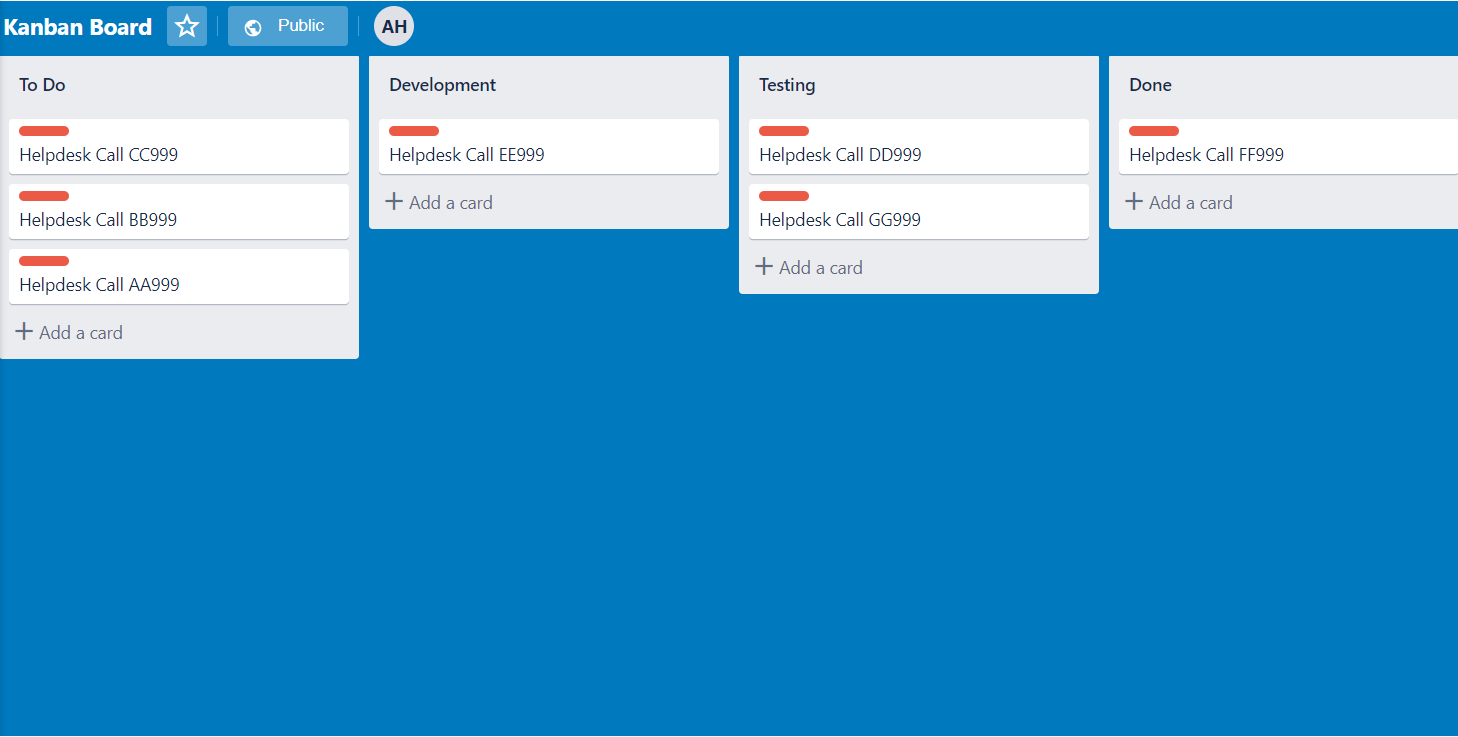 Kanban Board
Public
AH
To Do
Helpdesk Call CC999
Helpdesk Call BB999
Helpdesk Call AA999
Add a card
Development
Helpdesk Call EE999
Add a card
Testing
Helpdesk Call DD999
Helpdesk Call GG999
Add a card
Done
Helpdesk Call FF999
Add a card